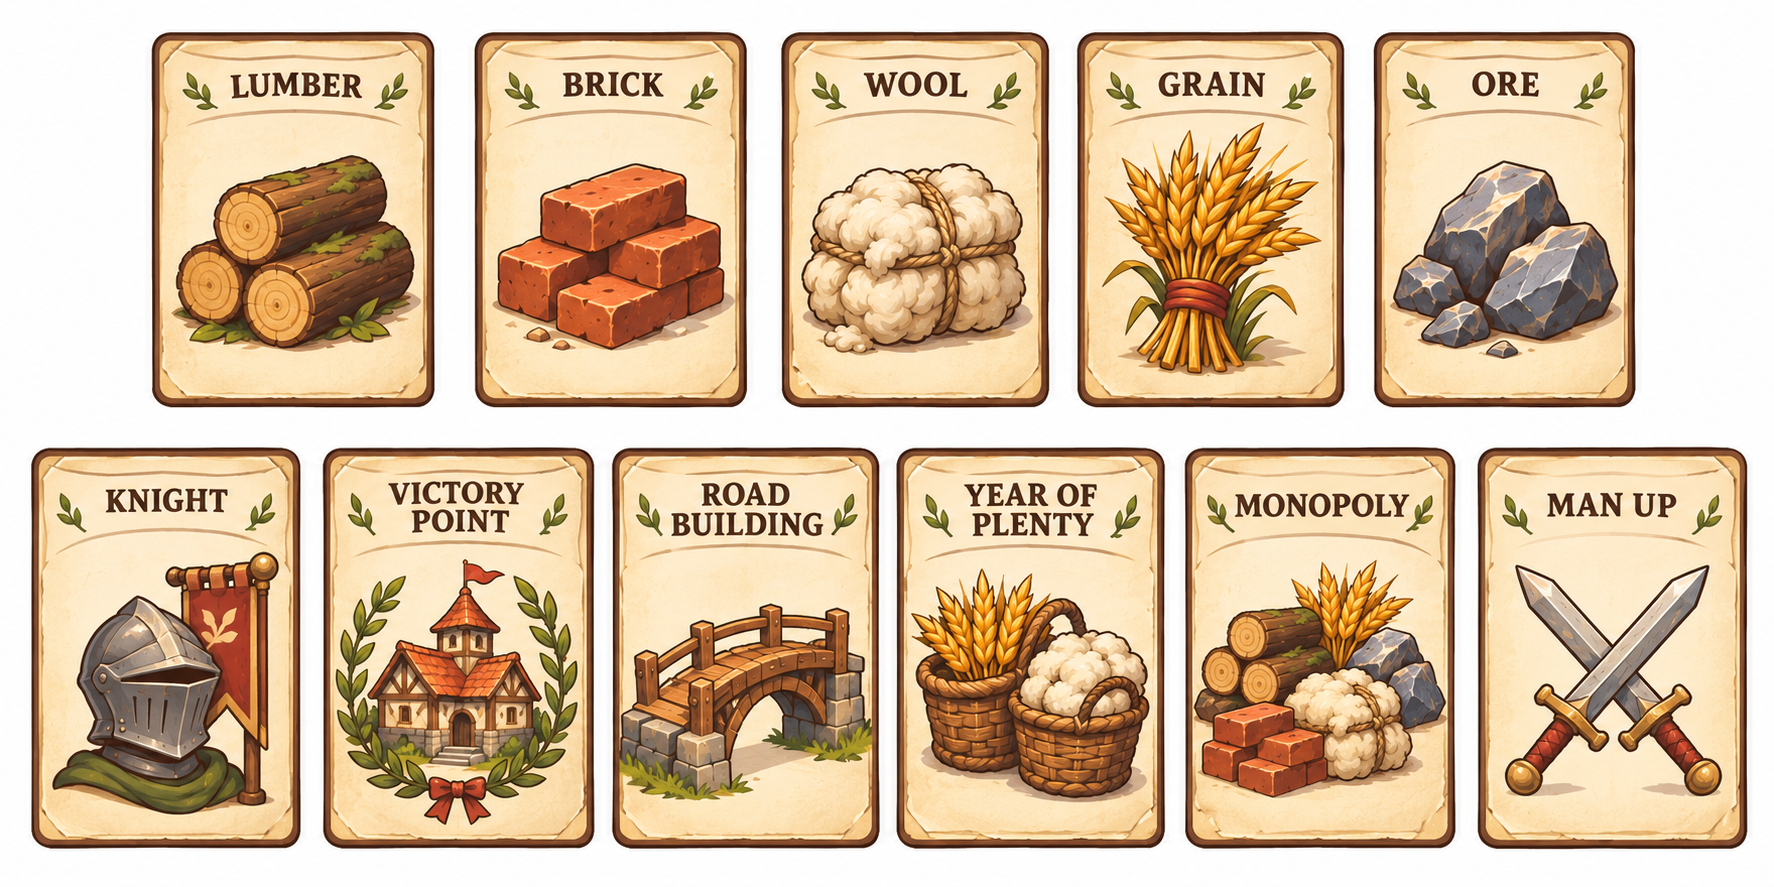 LUMBER
BRICK
WOOL
GRAIN
ORE
KNIGHT
VICTORY
POINT
ROAD
BUILDING
YEAR OF
PLENTY
MONOPOLY
MAN UP